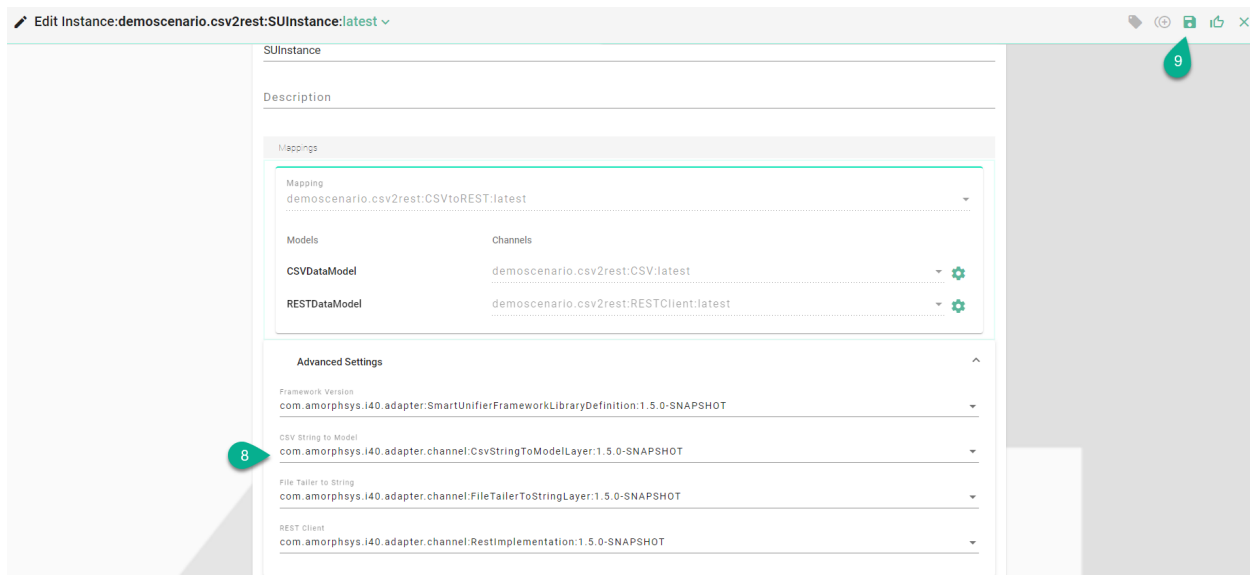 Edit Instance:demoscenario.csv2rest:SUInstance:latest
9
SUInstance
Description
Mappings
Mapping
demoscenario.csv2rest:CSVtoREST:latest
Models Channels
CSVDataModel demoscenario.csv2rest:CSV:latest
RESTDataModel demoscenario.csv2rest:RESTClient:latest
Advanced Settings
Framework Version
com.amorphsys.i40.adapter:SmartUnifierFrameworkLibraryDefinition:1.5.0-SNAPSHOT
CSV String to Model
8 com.amorphsys.i40.adapter.channel:CsvStringToModelLayer:1.5.0-SNAPSHOT
File Tailer to String
com.amorphsys.i40.adapter.channel:FileTailerToStringLayer:1.5.0-SNAPSHOT
REST Client
com.amorphsys.i40.adapter.channel:RestImplementation:1.5.0-SNAPSHOT